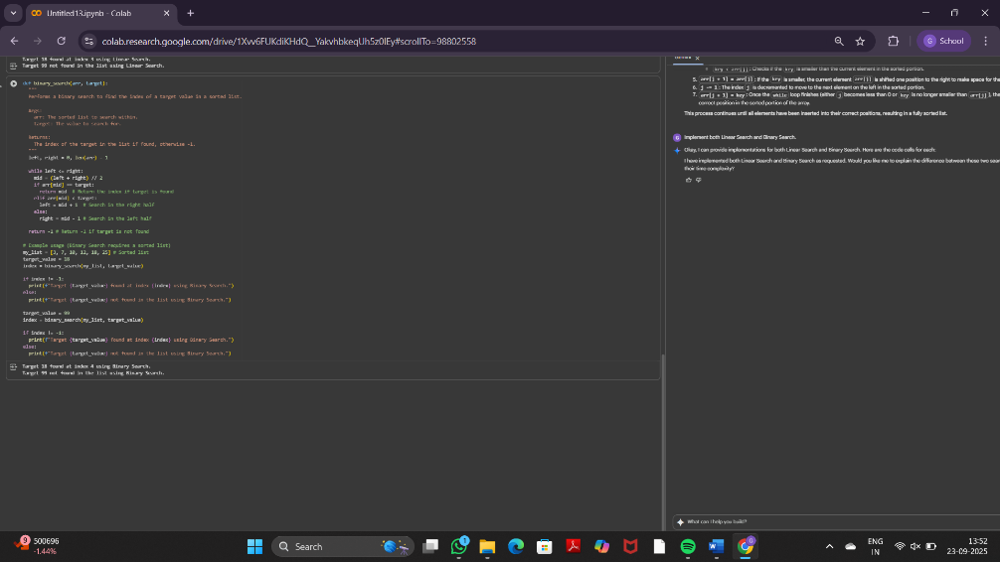 Untitled13.ipynb - Colab
colab.research.google.com/drive/1Xvv6FUKdiKHdQ__YakvhbkeqUh5z0lEy#scrollTo=98802558
G School
Target 18 found at index 3 using Linear Search.
Target 99 not found in the list using Linear Search.
def binary_search(arr, target):
"""
Performs a binary search to find the index of a target value in a sorted list.
Args:
arr: The sorted list to search within.
target: The value to search for.
Returns:
The index of the target in the list if found, otherwise -1.
"""
left, right = 0, len(arr) - 1
while left <= right:
mid = (left + right) // 2
if arr[mid] == target:
return mid # Return the index if target is found
elif arr[mid] < target:
left = mid + 1 # Search in the right half
else:
right = mid - 1 # Search in the left half
return -1 # Return -1 if target is not found
# Example usage (Binary Search requires a sorted list)
my_list = [3, 7, 10, 12, 18, 25] # Sorted list
target_value = 18
index = binary_search(my_list, target_value)
if index != -1:
print(f"Target {target_value} found at index {index} using Binary Search.")
else:
print(f"Target {target_value} not found in the list using Binary Search.")
target_value = 99
index = binary_search(my_list, target_value)
if index != -1:
print(f"Target {target_value} found at index {index} using Binary Search.")
else:
print(f"Target {target_value} not found in the list using Binary Search.")
Target 18 found at index 4 using Binary Search.
Target 99 not found in the list using Binary Search.
key < arr[j]: Checks if the key is smaller than the current element in the sorted portion.
5. arr[j + 1] = arr[j]: If the key is smaller, the current element arr[j] is shifted one position to the right to make space for the
6. j -= 1: The index j is decremented to move to the next element on the left in the sorted portion.
7. arr[j + 1] = key: Once the while loop finishes (either j becomes less than 0 or key is no longer smaller than arr[j]), the
correct position in the sorted portion of the array.
This process continues until all elements have been inserted into their correct positions, resulting in a fully sorted list.
G Implement both Linear Search and Binary Search.
Okay, I can provide implementations for both Linear Search and Binary Search. Here are the code cells for each:
I have implemented both Linear Search and Binary Search as requested. Would you like me to explain the difference between these two sear
their time complexity?
What can I help you build?
9
500696
-1.44%
Search
1
ENG
IN
13:52
23-09-2025